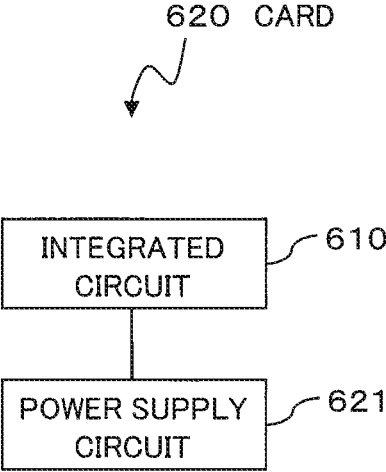 620 CARD
INTEGRATED
CIRCUIT
610
POWER SUPPLY
CIRCUIT
621